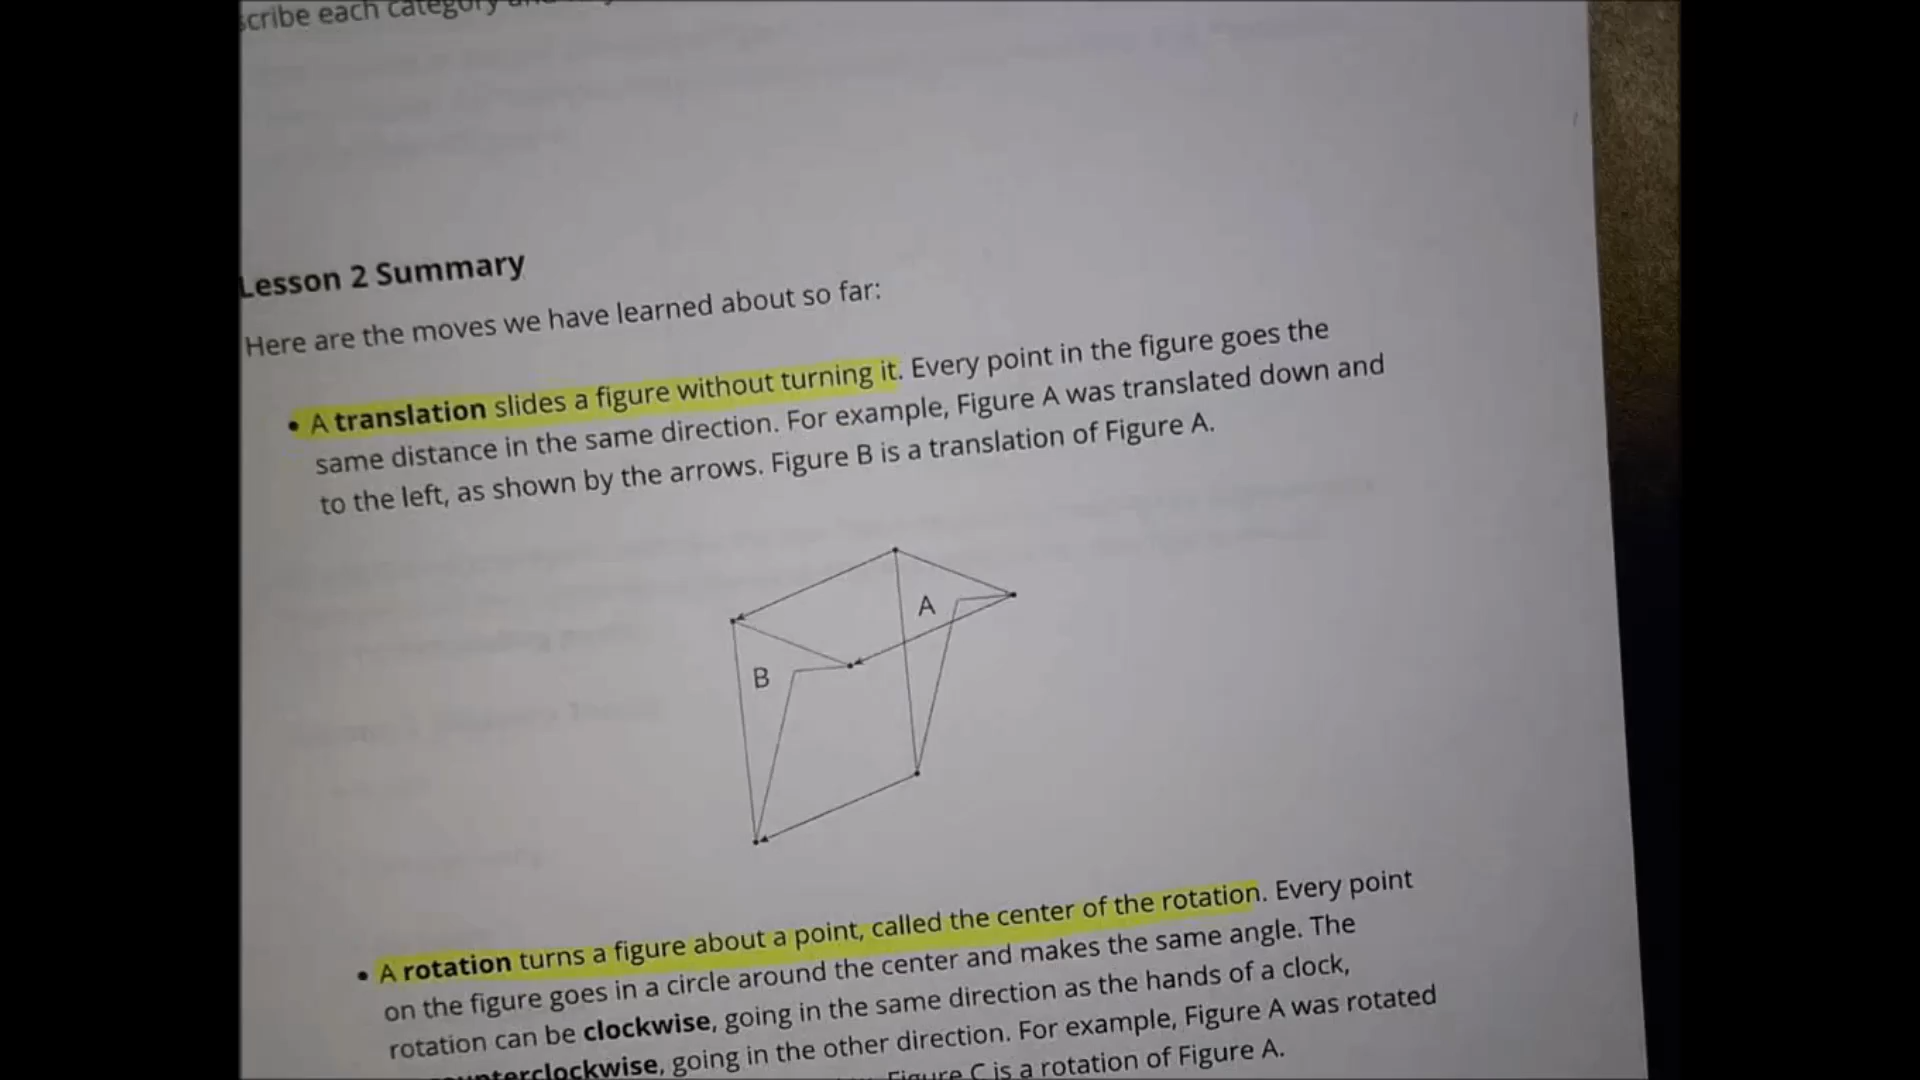 scribe each category
Lesson 2 Summary
Here are the moves we have learned about so far:
• A translation slides a figure without turning it. Every point in the figure goes the
same distance in the same direction. For example, Figure A was translated down and
to the left, as shown by the arrows. Figure B is a translation of Figure A.
A
B
• A rotation turns a figure about a point, called the center of the rotation. Every point
on the figure goes in a circle around the center and makes the same angle. The
rotation can be clockwise, going in the same direction as the hands of a clock,
unterclockwise, going in the other direction. For example, Figure A was rotated
Figure C is a rotation of Figure A.